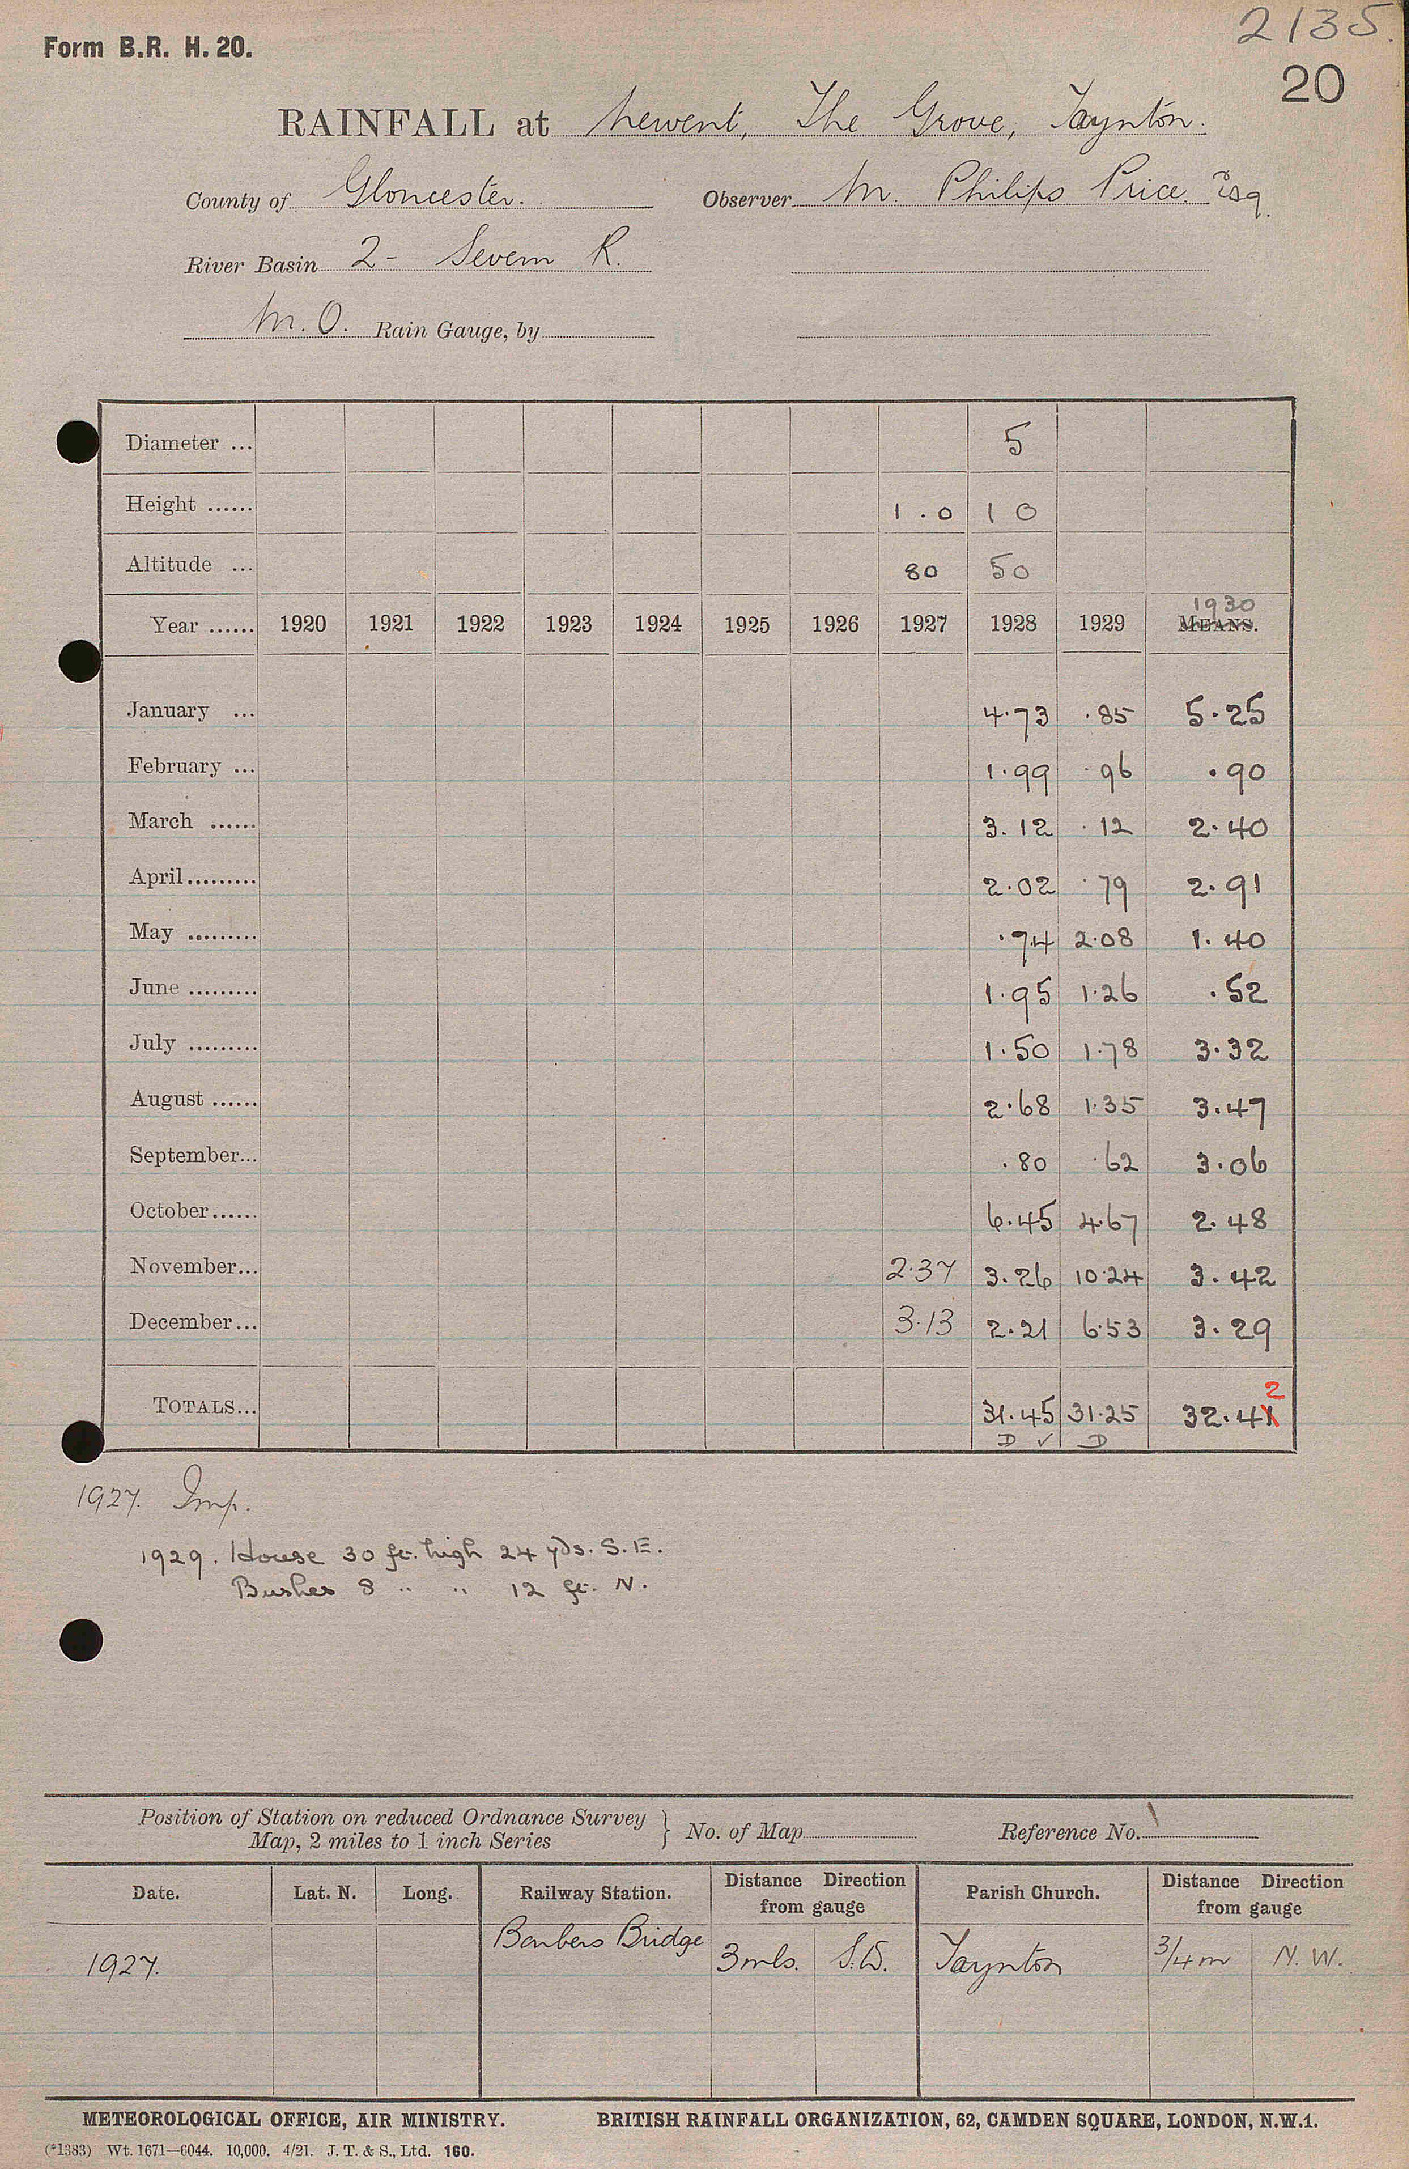 2135.
Form B.R. H. 20.
20
RAINFALL at Newent, The Grove, Taynton.
County of Gloucester. Observer M. Philips Price. Esq.
River Basin 2 - Severn R.
M.O. Rain Gauge, by
Diameter ... 5
Height ...... 1.0 1 0
Altitude ... 80 50
1930
Year ...... 1920 1921 1922 1923 1924 1925 1926 1927 1928 1929 MEANS.
January ... 4.73 .85 5.25
February ... 1.99 .96 .90
March ...... 3.12 .12 2.40
April ......... 2.02 .79 2.91
May ......... .74 2.08 1.40
June ......... 1.95 1.26 .52
July ......... 1.50 1.78 3.32
August ...... 2.68 1.35 3.47
September... .80 .62 3.06
October ...... 6.45 4.67 2.48
November... 2.37 3.26 10.24 3.42
December... 3.13 2.21 6.53 3.29
2
TOTALS... 31.45 31.25 32.41
D ✓ D
1927. Imp.
1929. House 30 ft. high 24 yds. S.E.
Bushes 8 " " 12 ft. N.
Position of Station on reduced Ordnance Survey
Map, 2 miles to 1 inch Series } No. of Map Reference No.
Date. Lat. N. Long. Railway Station. Distance Direction from gauge Parish Church. Distance Direction from gauge
1927. Barbers Bridge 3 mls. Taynton 3/4 m N.W.
METEOROLOGICAL OFFICE, AIR MINISTRY. BRITISH RAINFALL ORGANIZATION, 62, CAMDEN SQUARE, LONDON, N.W.1.
(*1383) Wt. 1671—6044. 10,000. 4/21. J. T. & S., Ltd. 160.